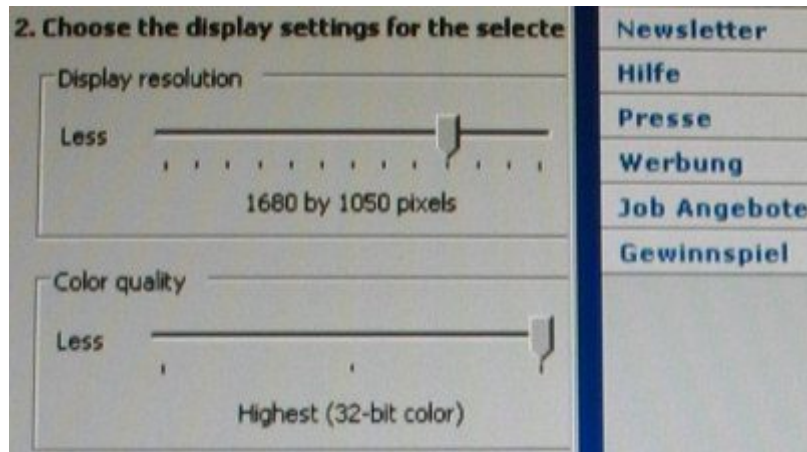 2. Choose the display settings for the selecte
Display resolution
Less
1680 by 1050 pixels
Color quality
Less
Highest (32-bit color)
Newsletter
Hilfe
Presse
Werbung
Job Angebote
Gewinnspiel